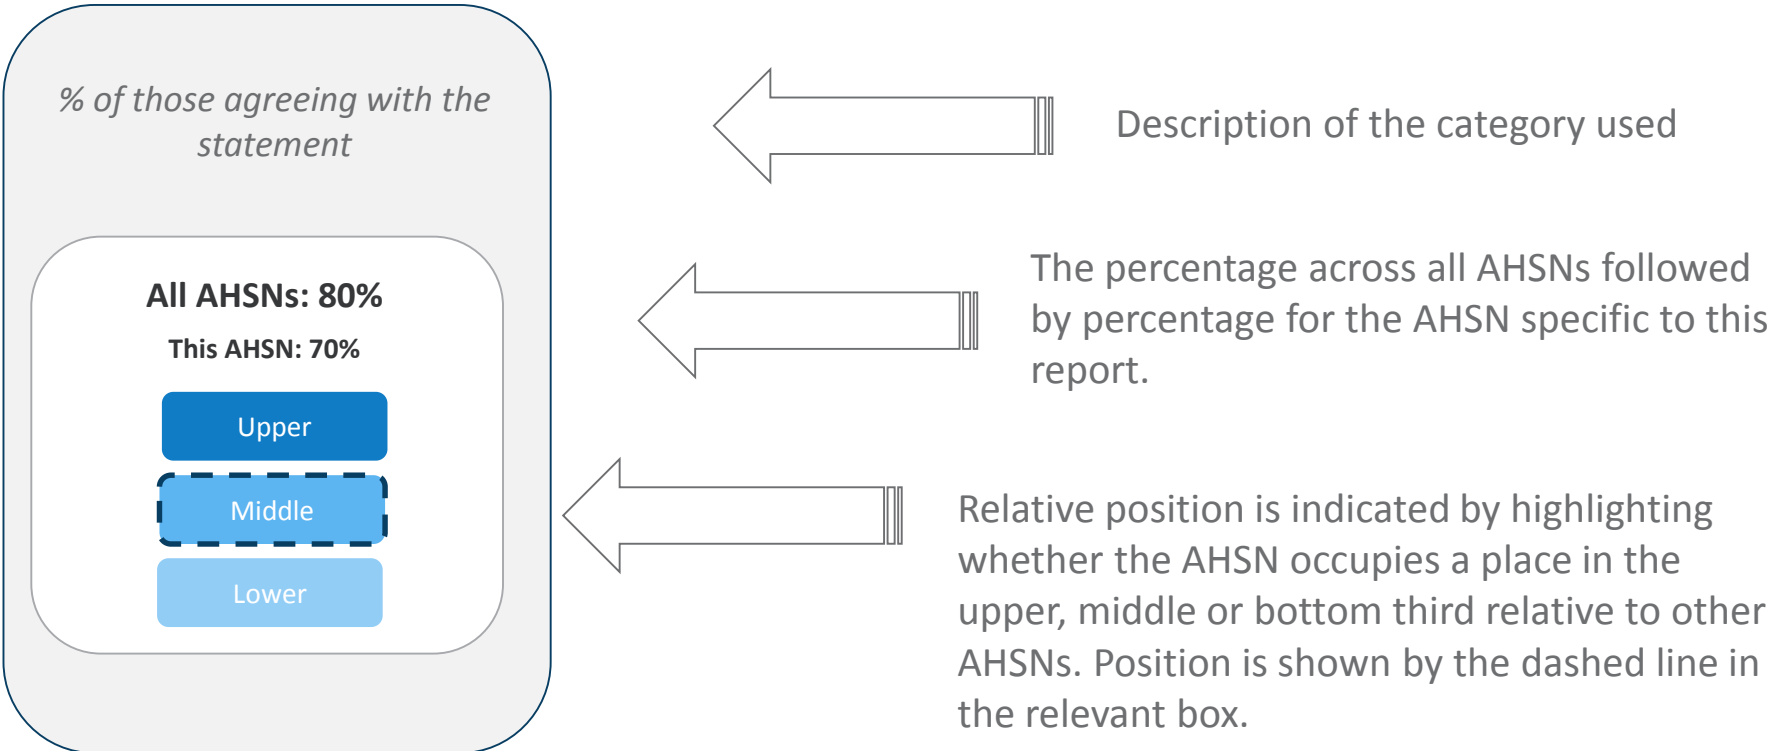 % of those agreeing with the
statement
Description of the category used
All AHSNs: 80%
This AHSN: 70%
The percentage across all AHSNs followed
by percentage for the AHSN specific to this
report.
Upper
Middle
Lower
Relative position is indicated by highlighting
whether the AHSN occupies a place in the
upper, middle or bottom third relative to other
AHSNs. Position is shown by the dashed line in
the relevant box.